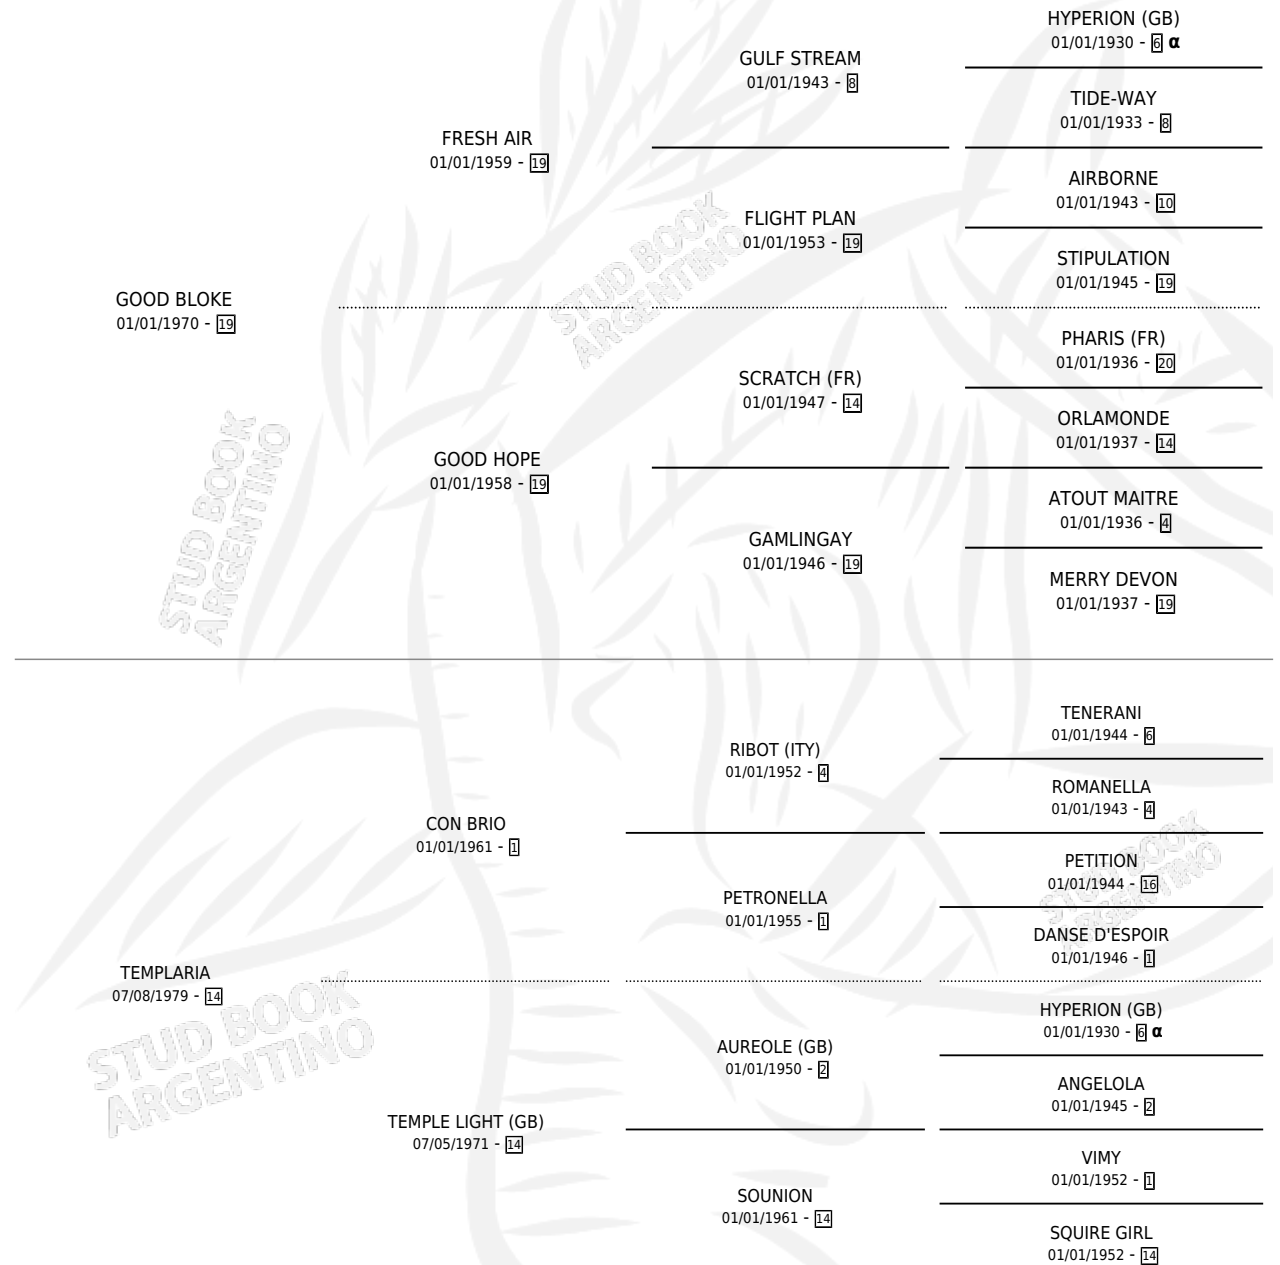 HYPERION (GB)
01/01/1930 - 6 α
GULF STREAM
01/01/1943 - 8
TIDE-WAY
01/01/1933 - 8
FRESH AIR
01/01/1959 - 19
AIRBORNE
01/01/1943 - 10
FLIGHT PLAN
01/01/1953 - 19
STIPULATION
01/01/1945 - 19
GOOD BLOKE
01/01/1970 - 19
PHARIS (FR)
01/01/1936 - 20
SCRATCH (FR)
01/01/1947 - 14
ORLAMONDE
01/01/1937 - 14
GOOD HOPE
01/01/1958 - 19
ATOUT MAITRE
01/01/1936 - 4
GAMLINGAY
01/01/1946 - 19
MERRY DEVON
01/01/1937 - 19
STUD BOOK
ARGENTINO
STUD BOOK
ARGENTINO
TENERANI
01/01/1944 - 6
RIBOT (ITY)
01/01/1952 - 4
ROMANELLA
01/01/1943 - 4
CON BRIO
01/01/1961 - 1
PETITION
01/01/1944 - 16
PETRONELLA
01/01/1955 - 1
DANSE D'ESPOIR
01/01/1946 - 1
TEMPLARIA
07/08/1979 - 14
HYPERION (GB)
01/01/1930 - 6 α
AUREOLE (GB)
01/01/1950 - 2
ANGELOLA
01/01/1945 - 2
TEMPLE LIGHT (GB)
07/05/1971 - 14
VIMY
01/01/1952 - 1
SOUNION
01/01/1961 - 14
SQUIRE GIRL
01/01/1952 - 14
STUD BOOK
ARGENTINO
STUD BOOK
ARGENTINO